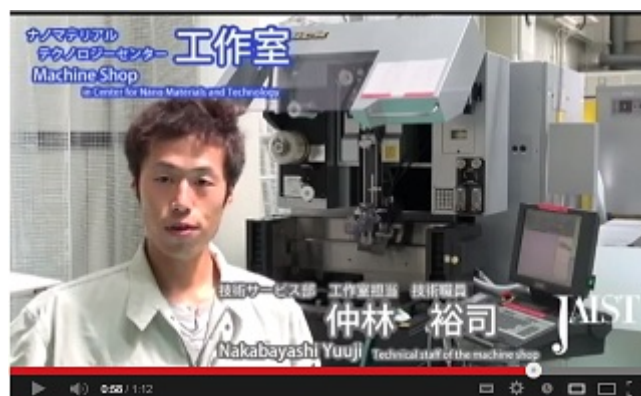 ナノマテリアル
テクノロジーセンター 工作室
Machine Shop
in Center for Nano Materials and Technology
技術サービス部 工作室担当 技術職員
仲林 裕司
Nakabayashi Yuuji Technical staff of the machine shop
JAIST
0:58 / 1:12